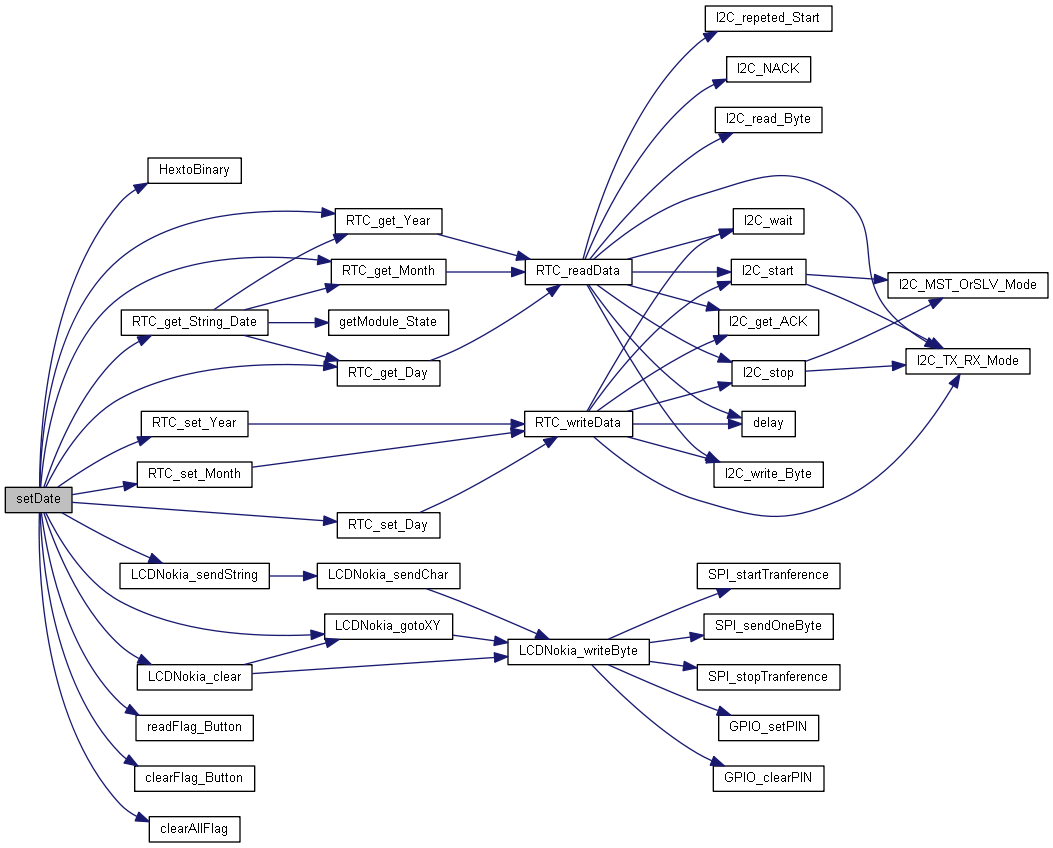 I2C_repeted_Start
I2C_NACK
I2C_read_Byte
HextoBinary
RTC_get_Year
I2C_wait
RTC_get_Month
RTC_readData
I2C_start
I2C_MST_OrSLV_Mode
RTC_get_String_Date
getModule_State
I2C_get_ACK
I2C_TX_RX_Mode
RTC_get_Day
I2C_stop
RTC_set_Year
RTC_writeData
delay
RTC_set_Month
I2C_write_Byte
setDate
RTC_set_Day
LCDNokia_sendString
LCDNokia_sendChar
SPI_startTranference
LCDNokia_gotoXY
SPI_sendOneByte
LCDNokia_writeByte
LCDNokia_clear
SPI_stopTranference
readFlag_Button
GPIO_setPIN
clearFlag_Button
GPIO_clearPIN
clearAllFlag